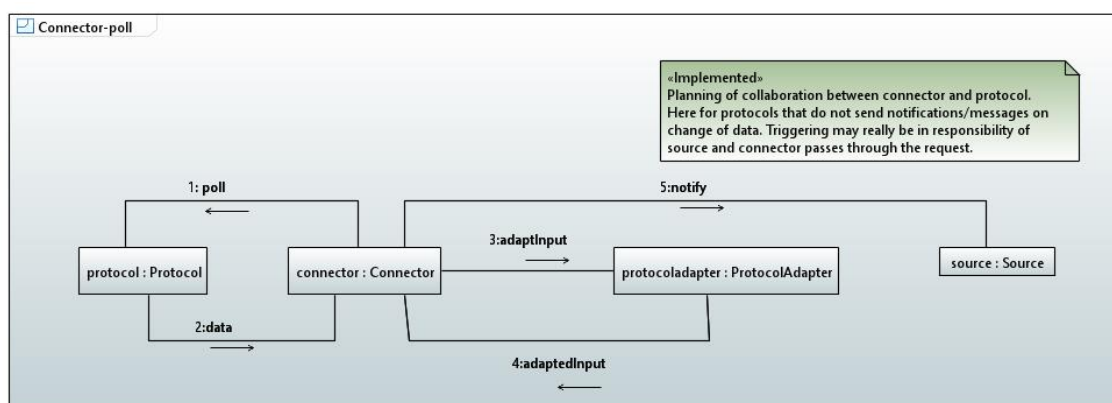 Connector-poll
«Implemented»
Planning of collaboration between connector and protocol.
Here for protocols that do not send notifications/messages on
change of data. Triggering may really be in responsibility of
source and connector passes through the request.
1: poll
5:notify
3:adaptInput
protocol : Protocol
connector : Connector
protocoladapter : ProtocolAdapter
source : Source
2:data
4:adaptedInput